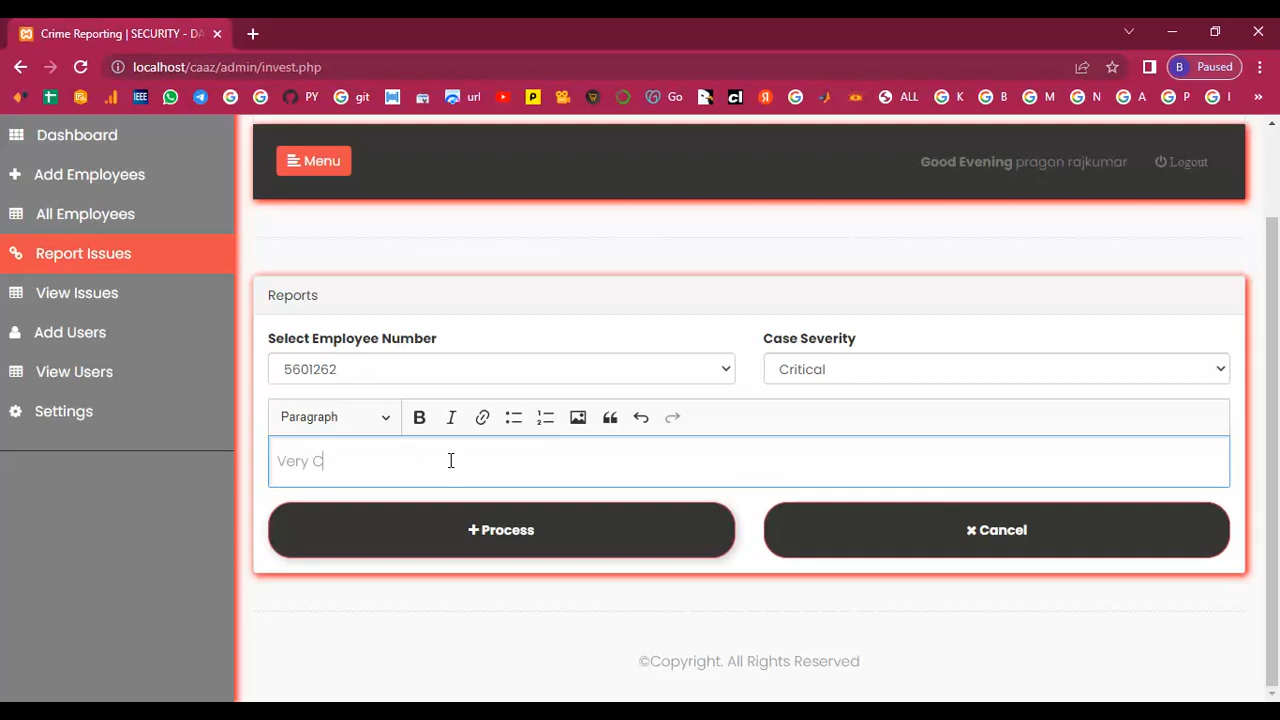 Crime Reporting | SECURITY - DA
localhost/caaz/admin/invest.php
B Paused
IEEE
PY
git
url
Go
ALL
K
B
M
N
A
P
I
Dashboard
Add Employees
All Employees
Report Issues
View Issues
Add Users
View Users
Settings
Menu
Good Evening pragan rajkumar
Logout
Reports
Select Employee Number
Case Severity
5601262
Critical
Paragraph
B I
Very C
Process
Cancel
©Copyright. All Rights Reserved